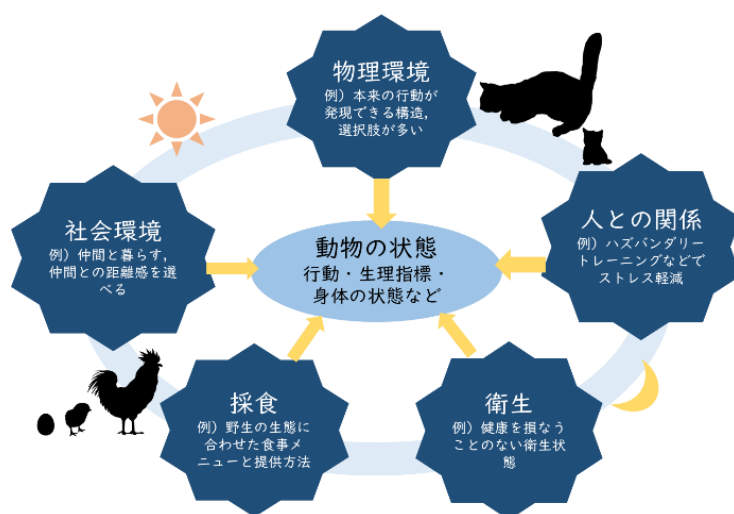 物理環境
例）本来の行動が
発現できる構造，
選択肢が多い
社会環境
例）仲間と暮らす，
仲間との距離感を選
べる
動物の状態
行動・生理指標・
身体の状態など
人との関係
例）ハズバンダリー
トレーニングなどで
ストレス軽減
採食
例）野生の生態に
合わせた食事メ
ニューと提供方法
衛生
例）健康を損なう
ことのない衛生状
態